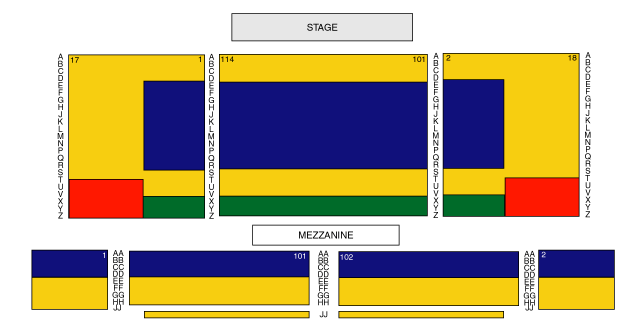 STAGE
A 17 1 A 114 101 A 2 18 A
B B B B
C C C C
D D D D
E E E E
F F F F
G G G G
H H H H
J J J J
K K K K
L L L L
M M M M
N N N N
P P P P
Q Q Q Q
R R R R
S S S S
T T T T
U U U U
V V V V
X X X X
Y Y Y Y
Z Z Z Z
MEZZANINE
1 AA 101 AA 102 AA 2
BB BB BB
CC CC CC
DD DD DD
EE EE EE
FF FF FF
GG GG GG
HH HH HH
JJ JJ
JJ